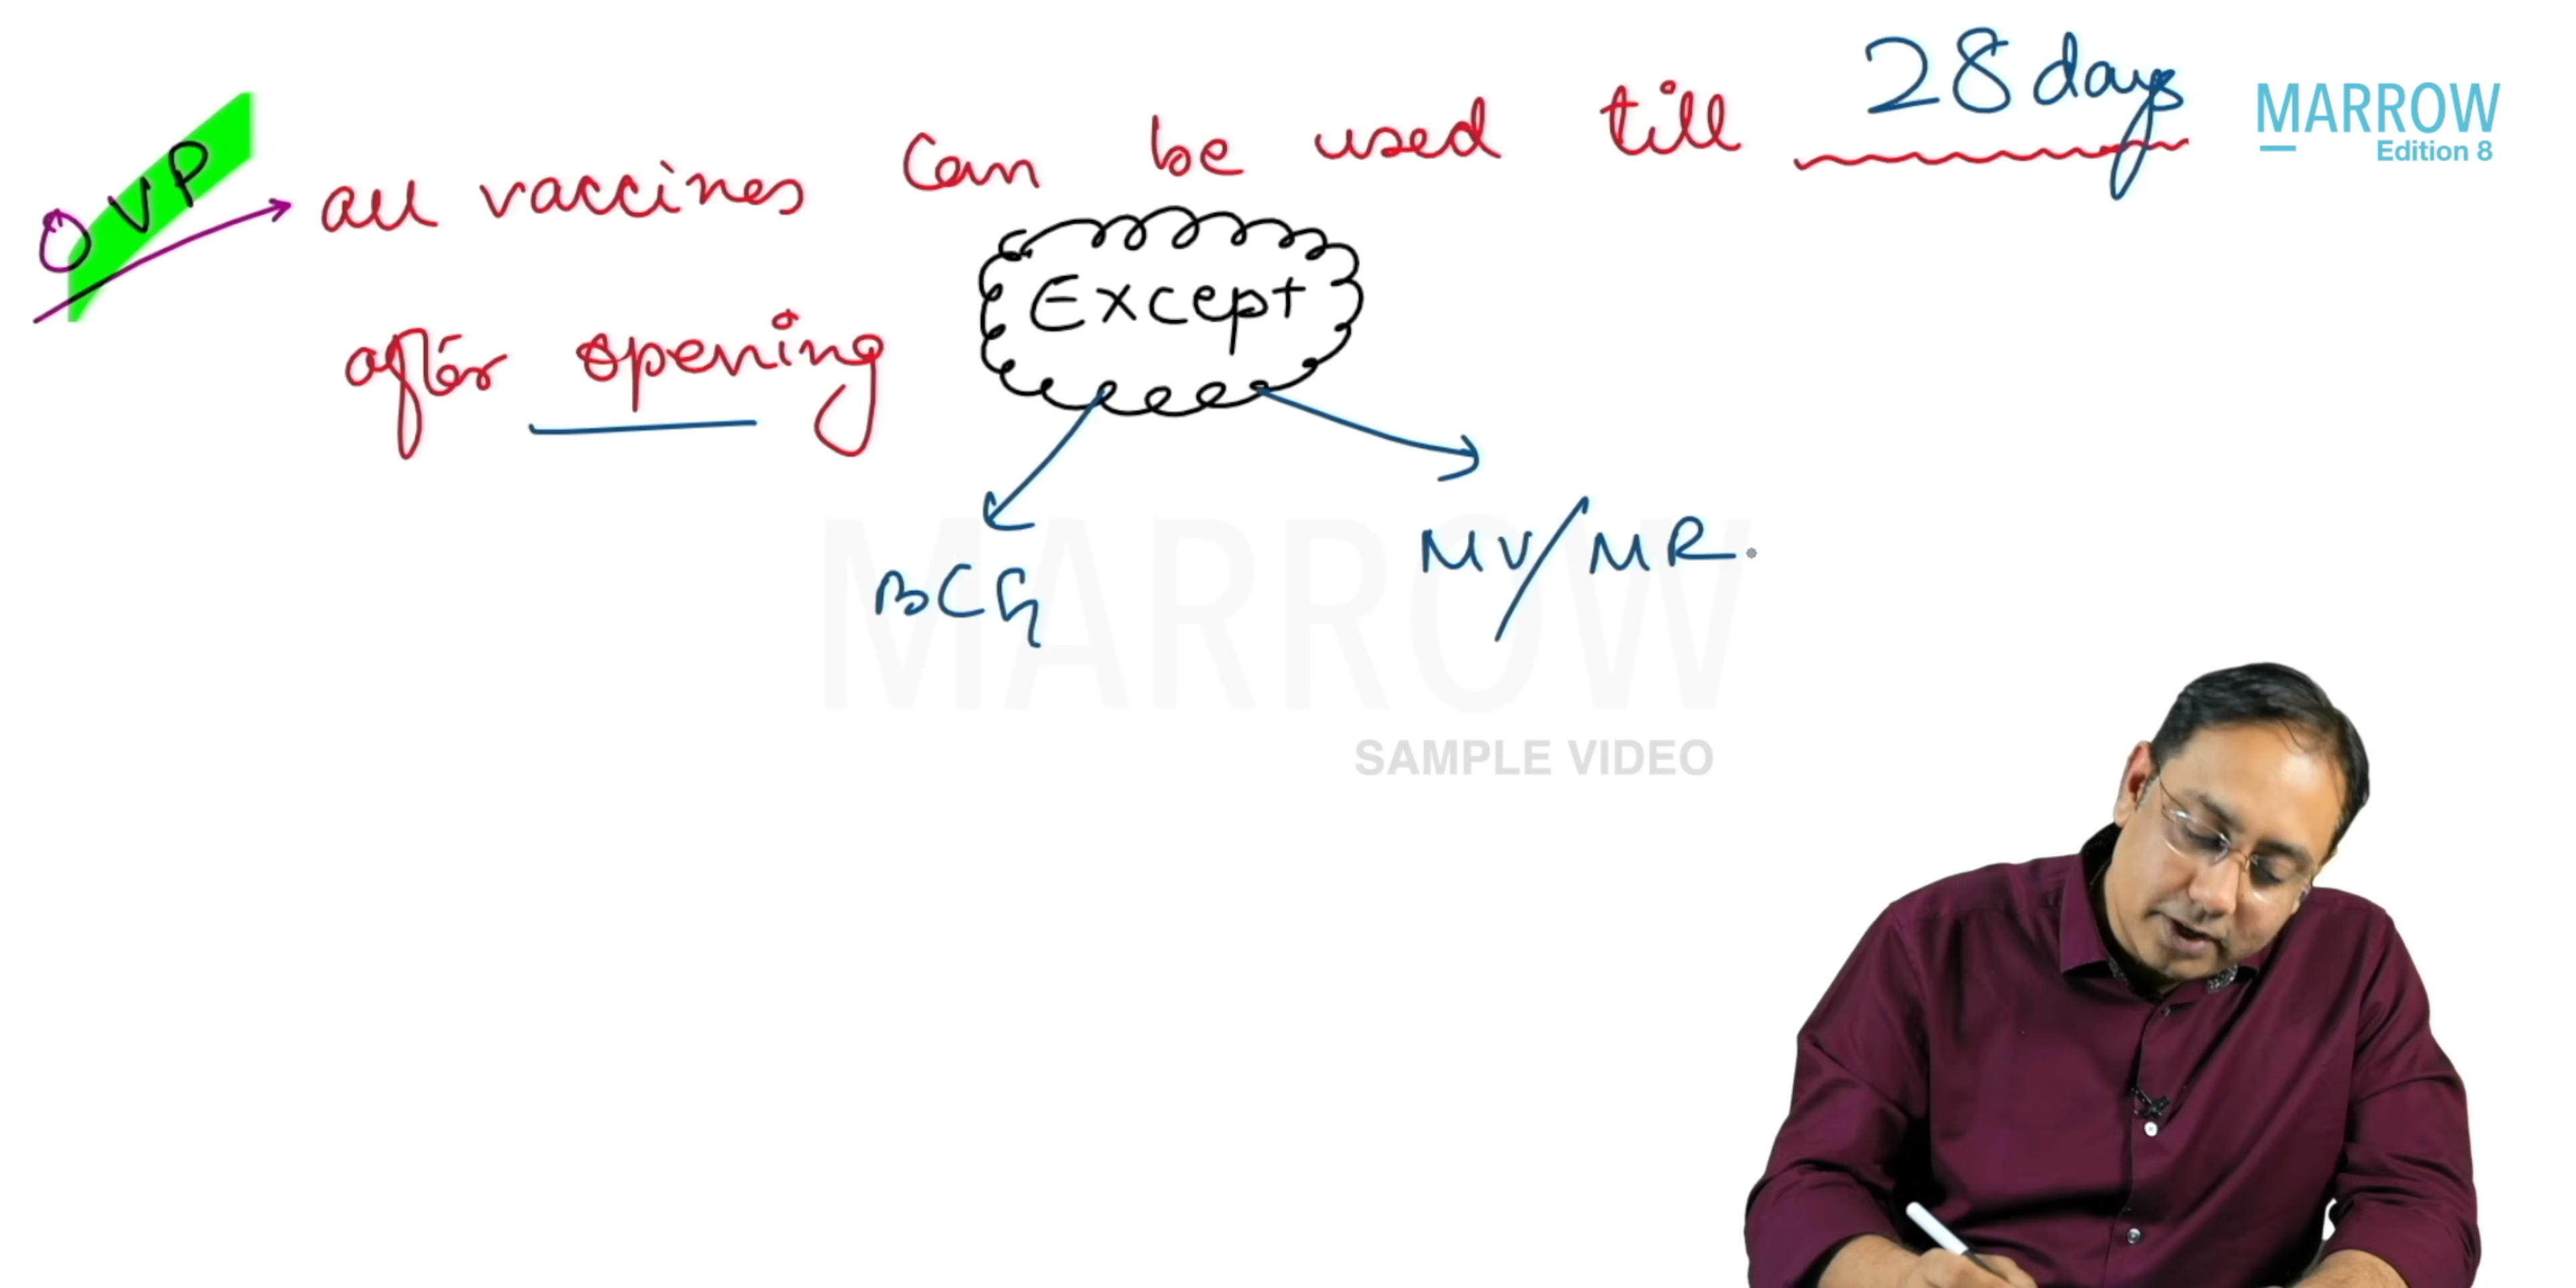 28 days
MARROW
Edition 8
OVP
all vaccines can be used till
after opening
Except
BCG
MV/MR.
MARROW
SAMPLE VIDEO